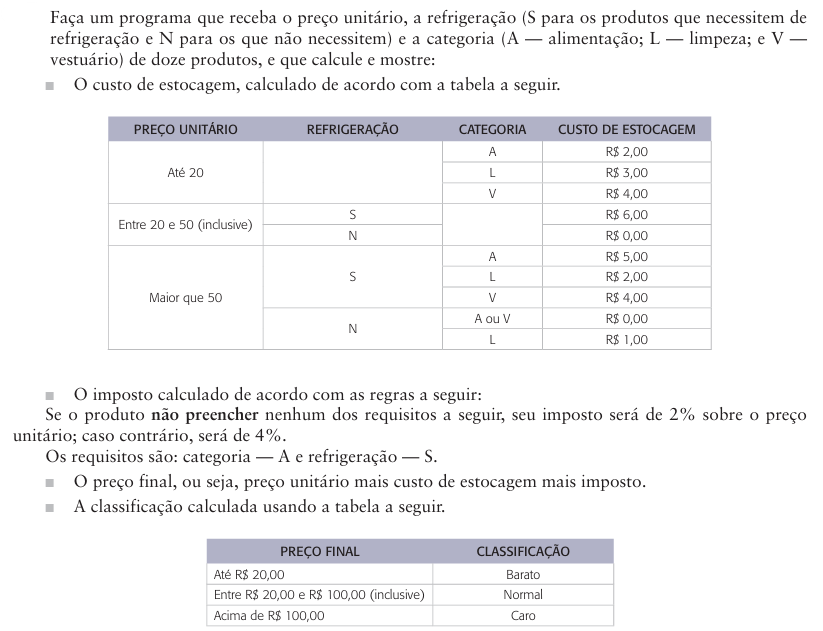 Faça um programa que receba o preço unitário, a refrigeração (S para os produtos que necessitem de
refrigeração e N para os que não necessitem) e a categoria (A — alimentação; L — limpeza; e V —
vestuário) de doze produtos, e que calcule e mostre:
O custo de estocagem, calculado de acordo com a tabela a seguir.
PREÇO UNITÁRIO REFRIGERAÇÃO CATEGORIA CUSTO DE ESTOCAGEM
A R$ 2,00
Até 20 L R$ 3,00
V R$ 4,00
Entre 20 e 50 (inclusive) S R$ 6,00
N R$ 0,00
A R$ 5,00
S L R$ 2,00
Maior que 50 V R$ 4,00
N A ou V R$ 0,00
L R$ 1,00
O imposto calculado de acordo com as regras a seguir:
Se o produto não preencher nenhum dos requisitos a seguir, seu imposto será de 2% sobre o preço
unitário; caso contrário, será de 4%.
Os requisitos são: categoria — A e refrigeração — S.
O preço final, ou seja, preço unitário mais custo de estocagem mais imposto.
A classificação calculada usando a tabela a seguir.
PREÇO FINAL CLASSIFICAÇÃO
Até R$ 20,00 Barato
Entre R$ 20,00 e R$ 100,00 (inclusive) Normal
Acima de R$ 100,00 Caro